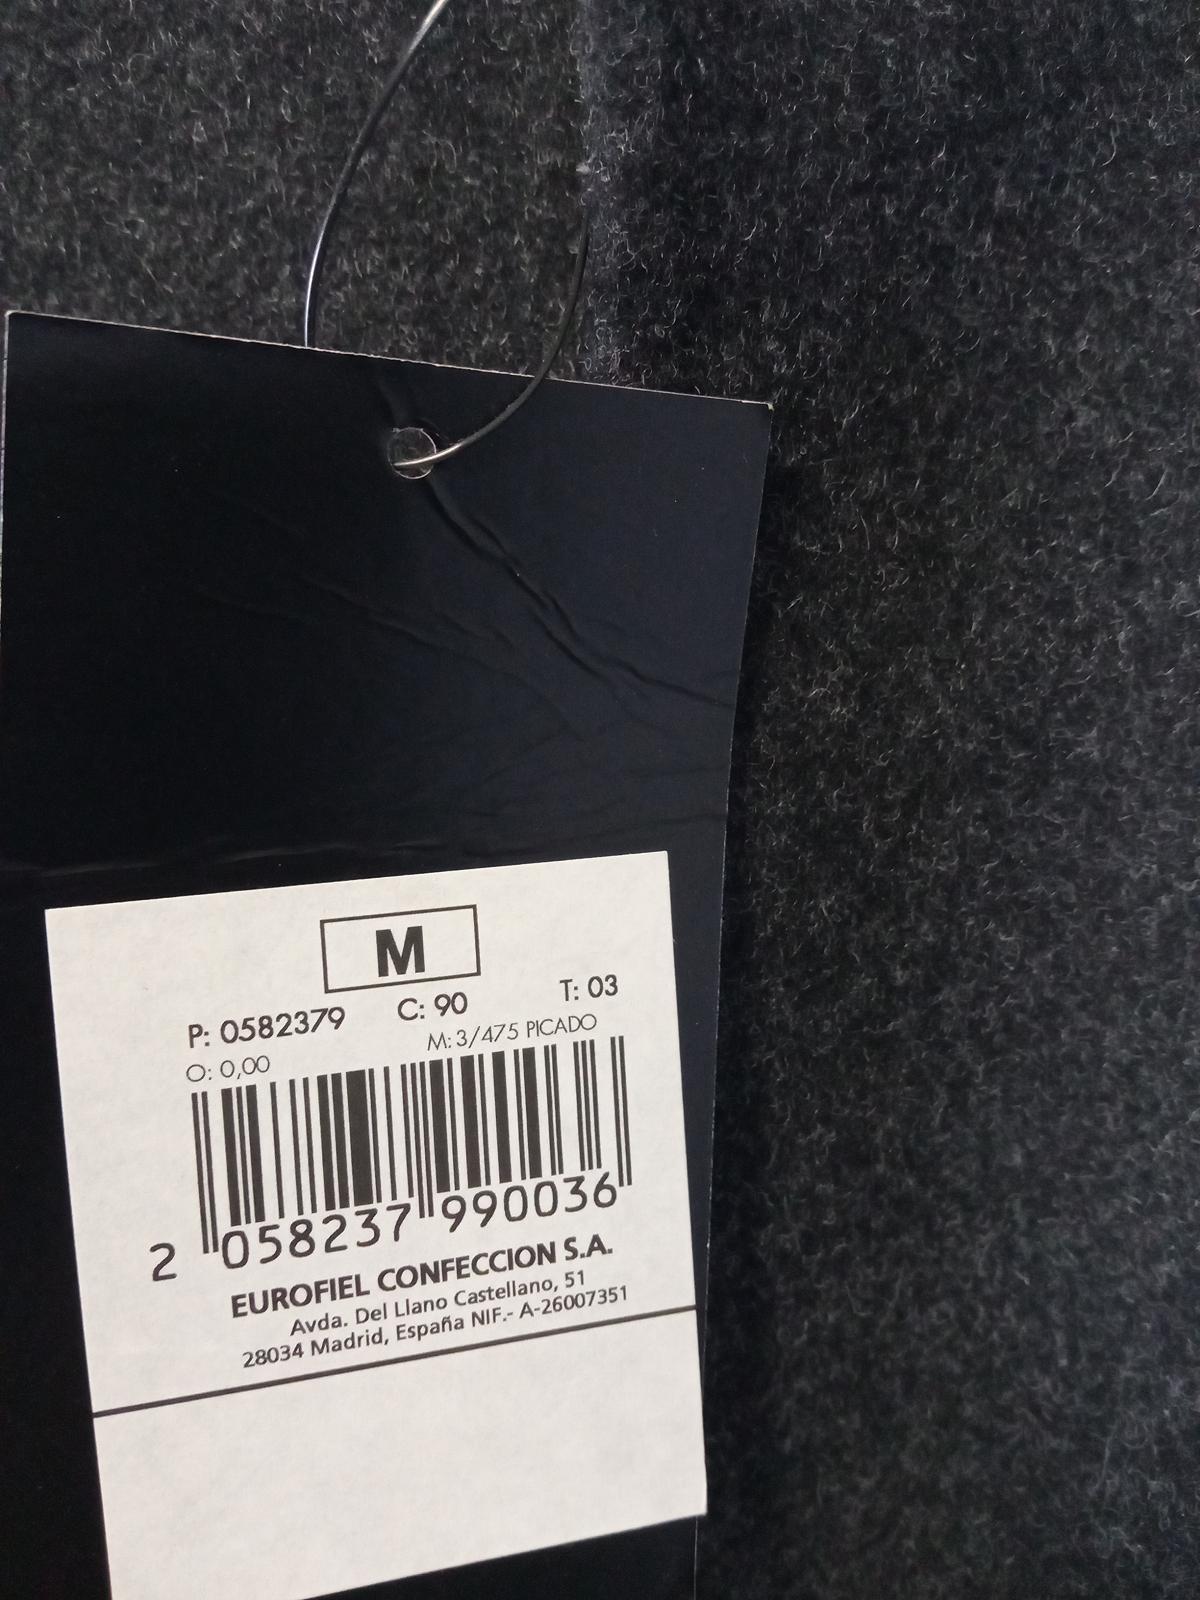 M
P: 0582379 C: 90 T: 03
O: 0,00 M: 3/475 PICADO
2 058237 990036
EUROFIEL CONFECCION S.A.
Avda. Del Llano Castellano, 51
28034 Madrid, España NIF.- A-26007351